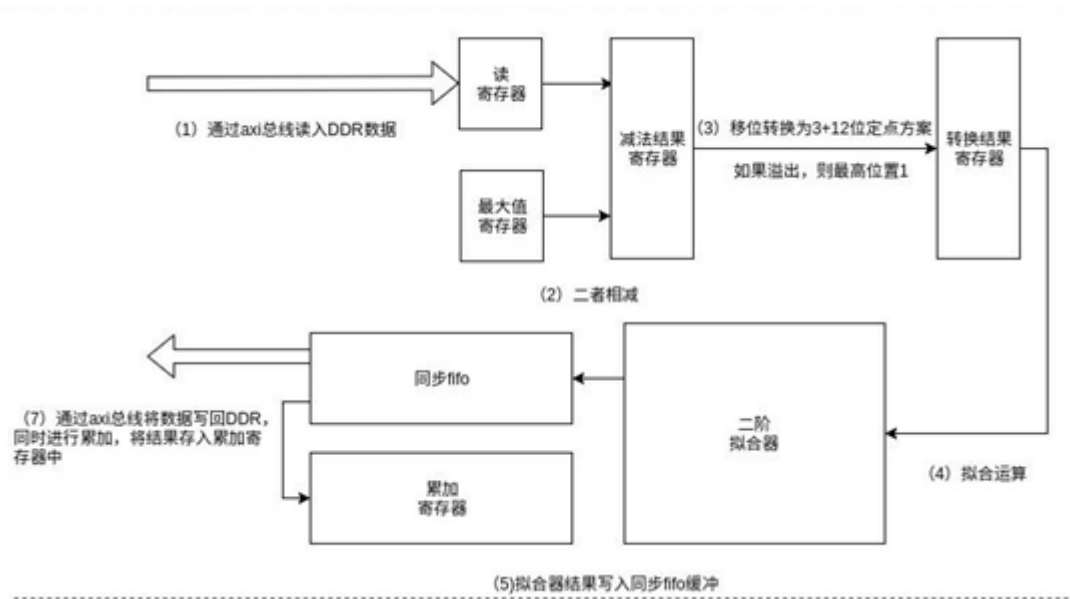 读
寄存器
（1）通过axi总线读入DDR数据
减法结果
寄存器
（3）移位转换为3+12位定点方案
如果溢出，则最高位置1
转换结果
寄存器
最大值
寄存器
（2）二者相减
同步fifo
（7）通过axi总线将数据写回DDR，
同时进行累加，将结果存入累加寄
存器中
二阶
拟合器
（4）拟合运算
累加
寄存器
（5)拟合器结果写入同步fifo缓冲